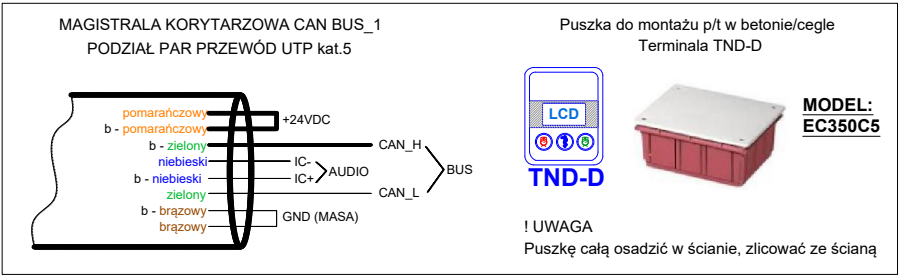 MAGISTRALA KORYTARZOWA CAN BUS_1
PODZIAŁ PAR PRZEWÓD UTP kat.5
pomarańczowy
b - pomarańczowy
+24VDC
b - zielony
CAN_H
niebieski
IC-
b - niebieski
IC+
AUDIO
BUS
zielony
CAN_L
b - brązowy
brązowy
GND (MASA)
Puszka do montażu p/t w betonie/cegle
Terminala TND-D
LCD
TND-D
MODEL:
EC350C5
! UWAGA
Puszkę całą osadzić w ścianie, zlicować ze ścianą